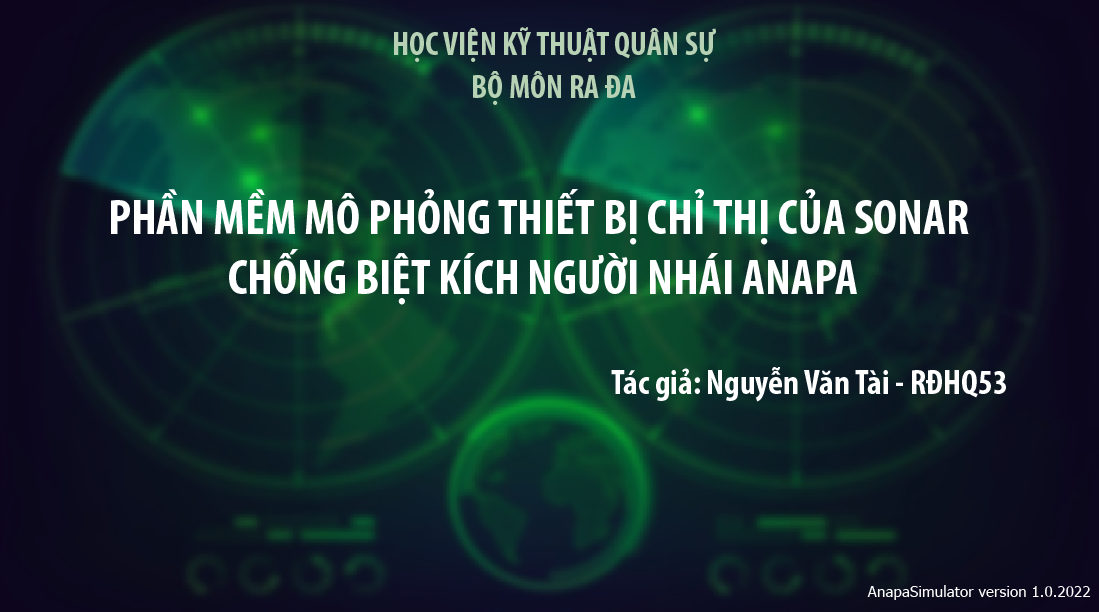 HỌC VIỆN KỸ THUẬT QUÂN SỰ
BỘ MÔN RA ĐA
PHẦN MỀM MÔ PHỎNG THIẾT BỊ CHỈ THỊ CỦA SONAR
CHỐNG BIỆT KÍCH NGƯỜI NHÁI ANAPA
Tác giả: Nguyễn Văn Tài - RĐHQ53
AnapaSimulator version 1.0.2022